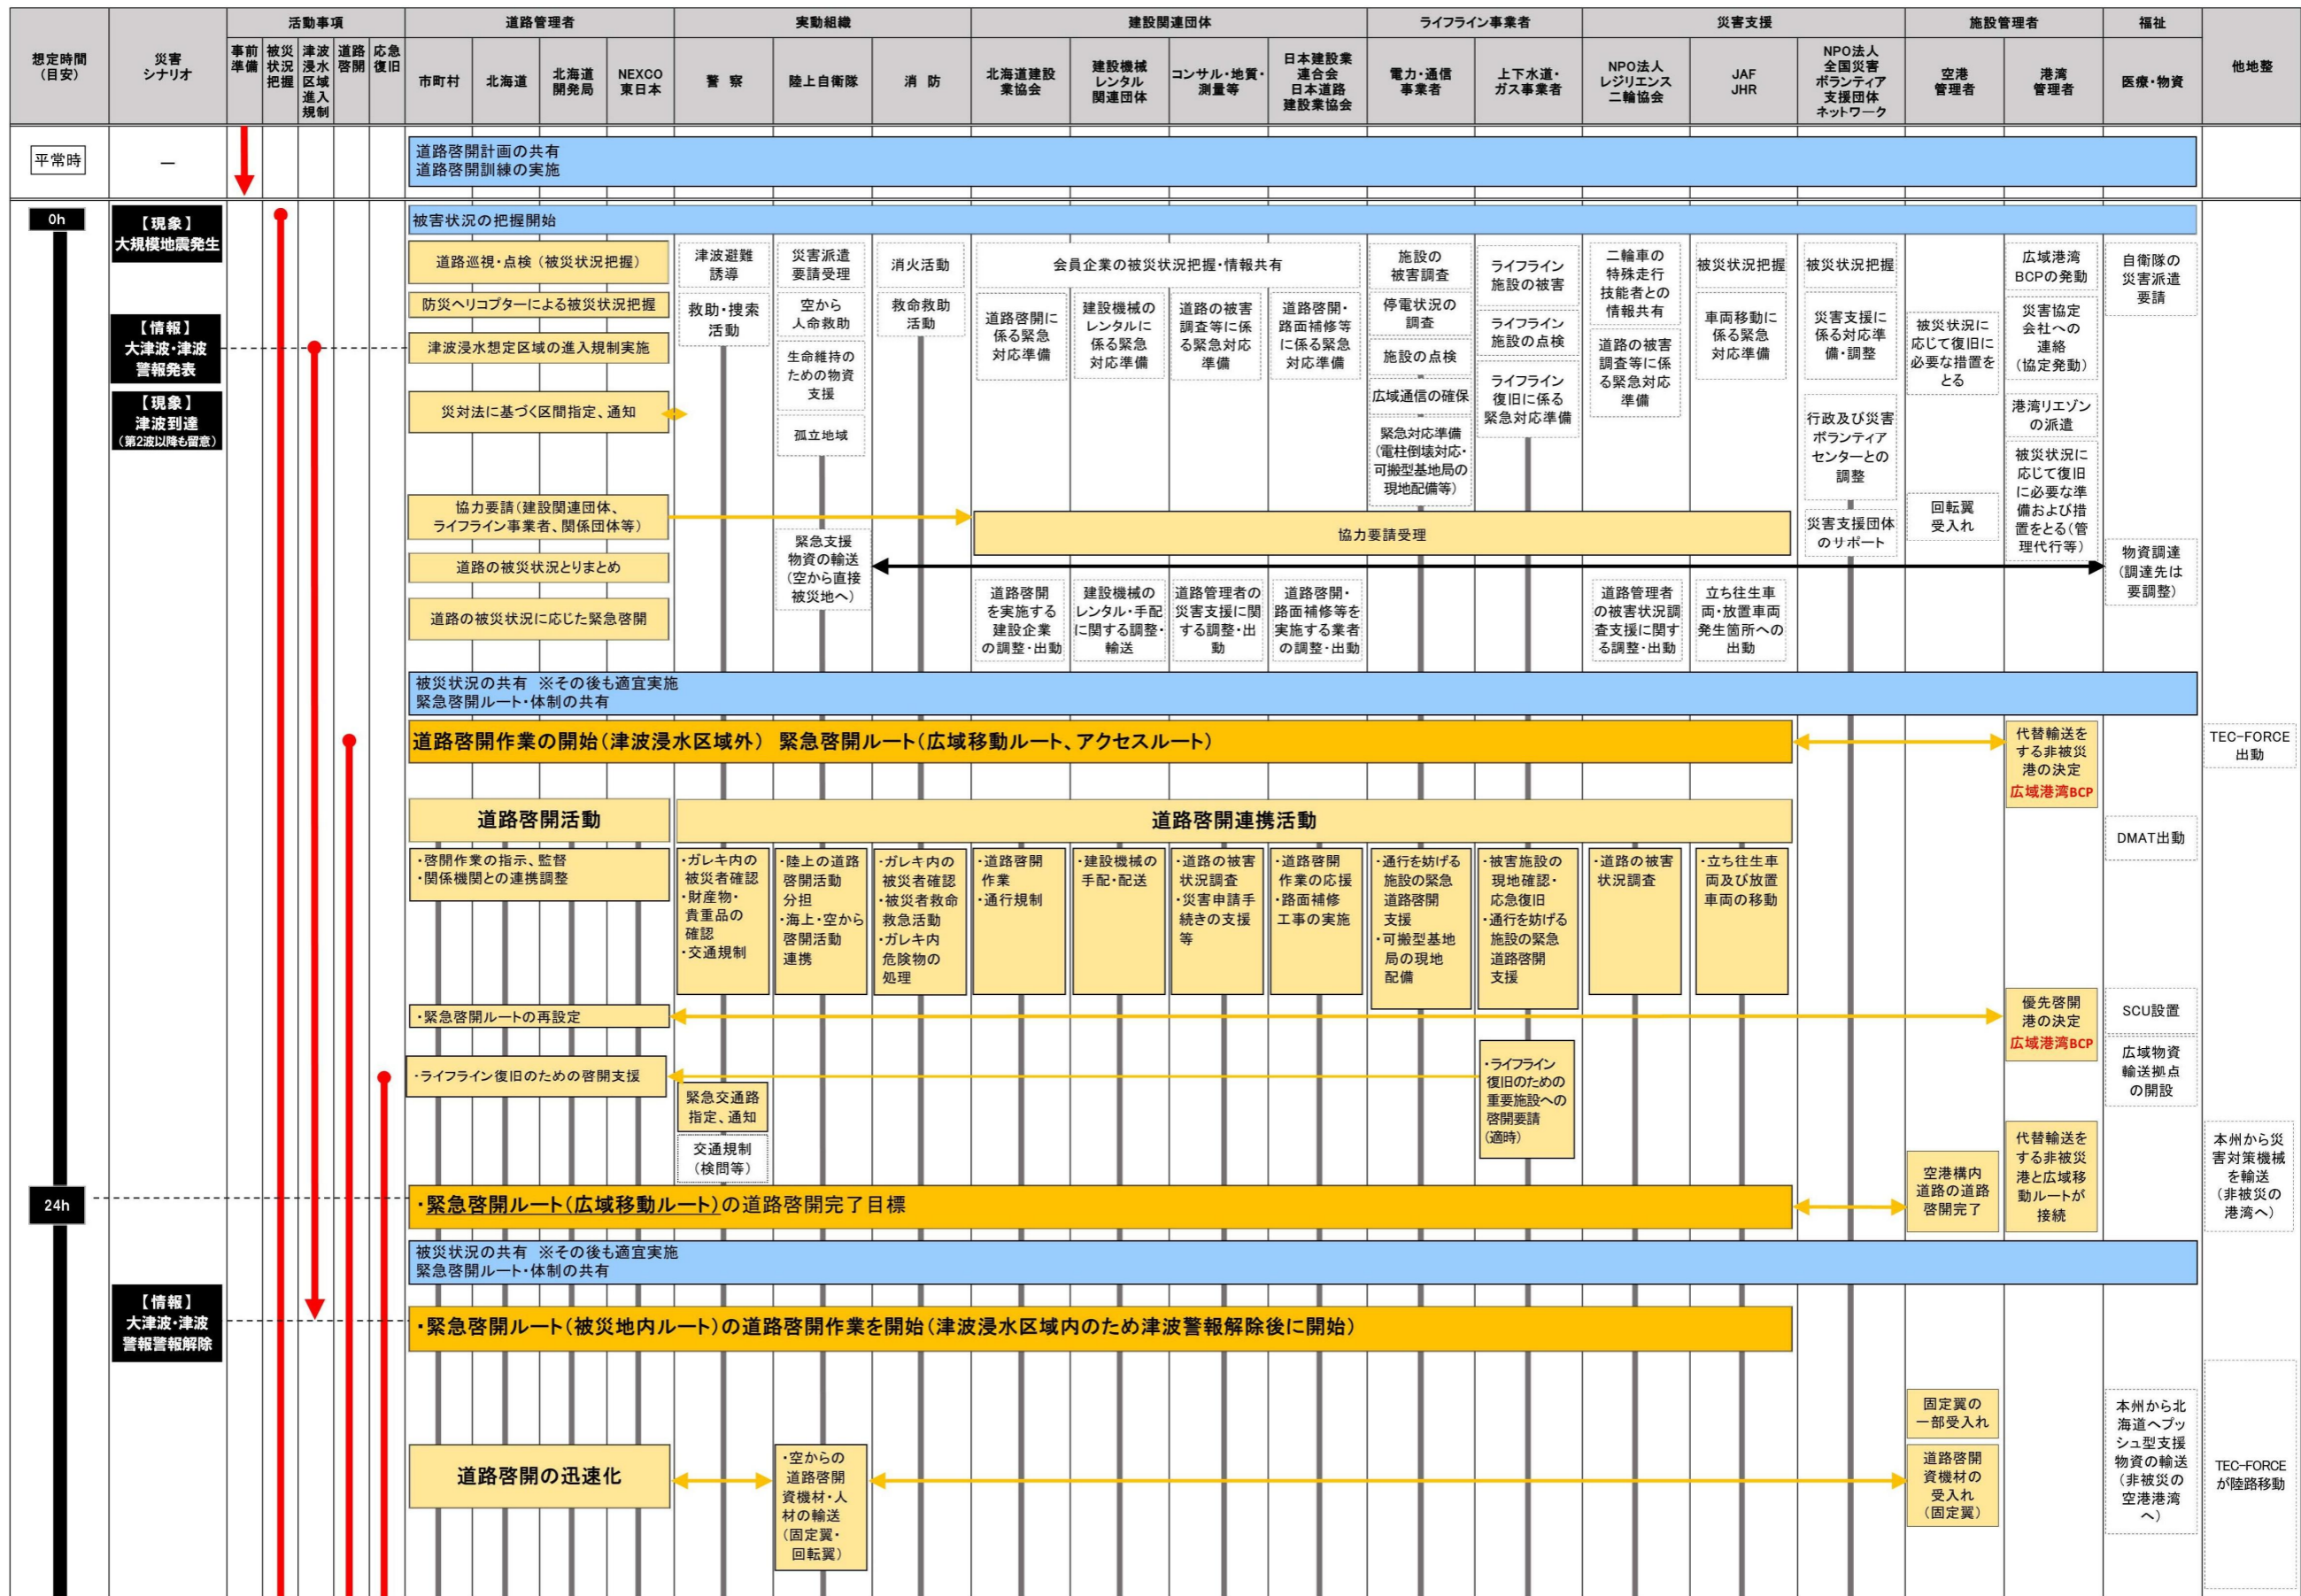 想定時間
（目安）
災害
シナリオ
活動事項
事前
準備
被災
状況
把握
津波
浸水
区域
進入
規制
道路
啓開
応急
復旧
道路管理者
市町村
北海道
北海道
開発局
NEXCO
東日本
実動組織
警 察
陸上自衛隊
消 防
建設関連団体
北海道建設
業協会
建設機械
レンタル
関連団体
コンサル・地質・
測量等
日本建設業
連合会
日本道路
建設業協会
ライフライン事業者
電力・通信
事業者
上下水道・
ガス事業者
災害支援
NPO法人
レジリエンス
二輪協会
JAF
JHR
NPO法人
全国災害
ボランティア
支援団体
ネットワーク
施設管理者
空港
管理者
港湾
管理者
福祉
医療・物資
他地整
平常時
―
道路啓開計画の共有
道路啓開訓練の実施
0h
【現象】
大規模地震発生
被害状況の把握開始
道路巡視・点検（被災状況把握）
防災ヘリコプターによる被災状況把握
【情報】
大津波・津波
警報発表
津波浸水想定区域の進入規制実施
【現象】
津波到達
（第2波以降も留意）
災対法に基づく区間指定、通知
協力要請（建設関連団体、
ライフライン事業者、関係団体等）
道路の被災状況とりまとめ
道路の被災状況に応じた緊急啓開
津波避難
誘導
救助・捜索
活動
災害派遣
要請受理
空から
人命救助
生命維持の
ための物資
支援
孤立地域
緊急支援
物資の輸送
（空から直接
被災地へ）
消火活動
救命救助
活動
会員企業の被災状況把握・情報共有
道路啓開に
係る緊急
対応準備
建設機械の
レンタルに
係る緊急
対応準備
道路の被害
調査等に係
る緊急対応
準備
道路啓開・
路面補修等
に係る緊急
対応準備
施設の
被害調査
停電状況の
調査
施設の点検
広域通信の確保
緊急対応準備
（電柱倒壊対応・
可搬型基地局の
現地配備等）
ライフライン
施設の被害
ライフライン
施設の点検
ライフライン
復旧に係る
緊急対応準備
二輪車の
特殊走行
技能者との
情報共有
道路の被害
調査等に係
る緊急対応
準備
被災状況把握
車両移動に
係る緊急
対応準備
被災状況把握
災害支援に
係る対応準
備・調整
行政及び災害
ボランティア
センターとの
調整
災害支援団体
のサポート
被災状況に
応じて復旧に
必要な措置を
とる
回転翼
受入れ
広域港湾
BCPの発動
災害協定
会社への
連絡
（協定発動）
港湾リエゾン
の派遣
被災状況に
応じて復旧
に必要な準
備および措
置をとる（管
理代行等）
自衛隊の
災害派遣
要請
物資調達
（調達先は
要調整）
協力要請受理
道路啓開
を実施する
建設企業
の調整・出動
建設機械の
レンタル・手配
に関する調整・
輸送
道路管理者の
災害支援に関
する調整・出
動
道路啓開・
路面補修等を
実施する業者
の調整・出動
道路管理者
の被害状況調
査支援に関す
る調整・出動
立ち往生車
両・放置車両
発生箇所への
出動
被災状況の共有 ※その後も適宜実施
緊急啓開ルート・体制の共有
道路啓開作業の開始（津波浸水区域外） 緊急啓開ルート（広域移動ルート、アクセスルート）
代替輸送を
する非被災
港の決定
広域港湾BCP
TEC-FORCE
出動
道路啓開活動
道路啓開連携活動
DMAT出動
・啓開作業の指示、監督
・関係機関との連携調整
・ガレキ内の
被災者確認
・財産物・
貴重品の
確認
・交通規制
・陸上の道路
啓開活動
分担
・海上・空から
啓開活動
連携
・ガレキ内の
被災者確認
・被災者救命
救急活動
・ガレキ内
危険物の
処理
・道路啓開
作業
・通行規制
・建設機械の
手配・配送
・道路の被害
状況調査
・災害申請手
続きの支援
等
・道路啓開
作業の応援
・路面補修
工事の実施
・通行を妨げる
施設の緊急
道路啓開
支援
・可搬型基地
局の現地
配備
・被害施設の
現地確認・
応急復旧
・通行を妨げる
施設の緊急
道路啓開
支援
・道路の被害
状況調査
・立ち往生車
両及び放置
車両の移動
・緊急啓開ルートの再設定
優先啓開
港の決定
広域港湾BCP
SCU設置
広域物資
輸送拠点
の開設
・ライフライン復旧のための啓開支援
・ライフライン
復旧のための
重要施設への
啓開要請
（適時）
緊急交通路
指定、通知
交通規制
（検問等）
24h
・緊急啓開ルート（広域移動ルート）の道路啓開完了目標
空港構内
道路の道路
啓開完了
代替輸送を
する非被災
港と広域移
動ルートが
接続
本州から災
害対策機械
を輸送
（非被災の
港湾へ）
被災状況の共有 ※その後も適宜実施
緊急啓開ルート・体制の共有
【情報】
大津波・津波
警報警報解除
・緊急啓開ルート（被災地内ルート）の道路啓開作業を開始（津波浸水区域内のため津波警報解除後に開始）
道路啓開の迅速化
・空からの
道路啓開
資機材・人
材の輸送
（固定翼・
回転翼）
固定翼の
一部受入れ
道路啓開
資機材の
受入れ
（固定翼）
本州から北
海道へプッ
シュ型支援
物資の輸送
（非被災の
空港港湾
へ）
TEC-FORCE
が陸路移動